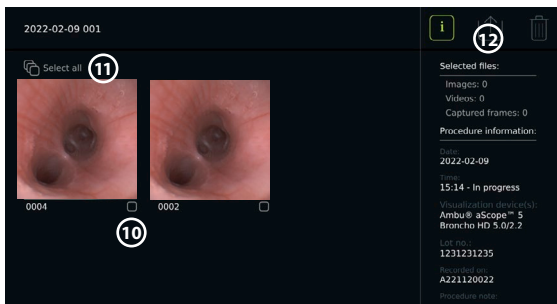 2022-02-09 001
i
12
Select all
11
0004
0002
10
Selected files:
Images: 0
Videos: 0
Captured frames: 0
Procedure information:
Date:
2022-02-09
Time:
15:14 - In progress
Visualization device(s):
Ambu® aScope™ 5
Broncho HD 5.0/2.2
Lot no.:
1231231235
Recorded on:
A221120022
Procedure note: